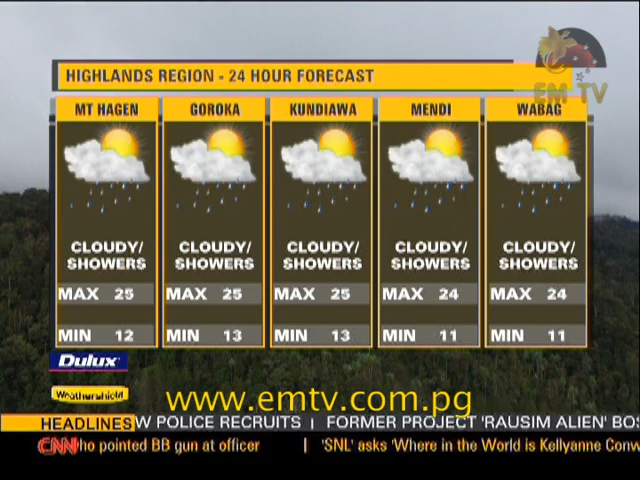 HIGHLANDS REGION - 24 HOUR FORECAST
EM TV
MT HAGEN
CLOUDY/
SHOWERS
MAX 25
MIN 12
GOROKA
CLOUDY/
SHOWERS
MAX 25
MIN 13
KUNDIAWA
CLOUDY/
SHOWERS
MAX 25
MIN 13
MENDI
CLOUDY/
SHOWERS
MAX 24
MIN 11
WABAG
CLOUDY/
SHOWERS
MAX 24
MIN 11
Dulux
Weathershield
www.emtv.com.pg
HEADLINES W POLICE RECRUITS | FORMER PROJECT 'RAUSIM ALIEN' BOS
CNN ho pointed BB gun at officer | 'SNL' asks 'Where in the World is Kellyanne Conw